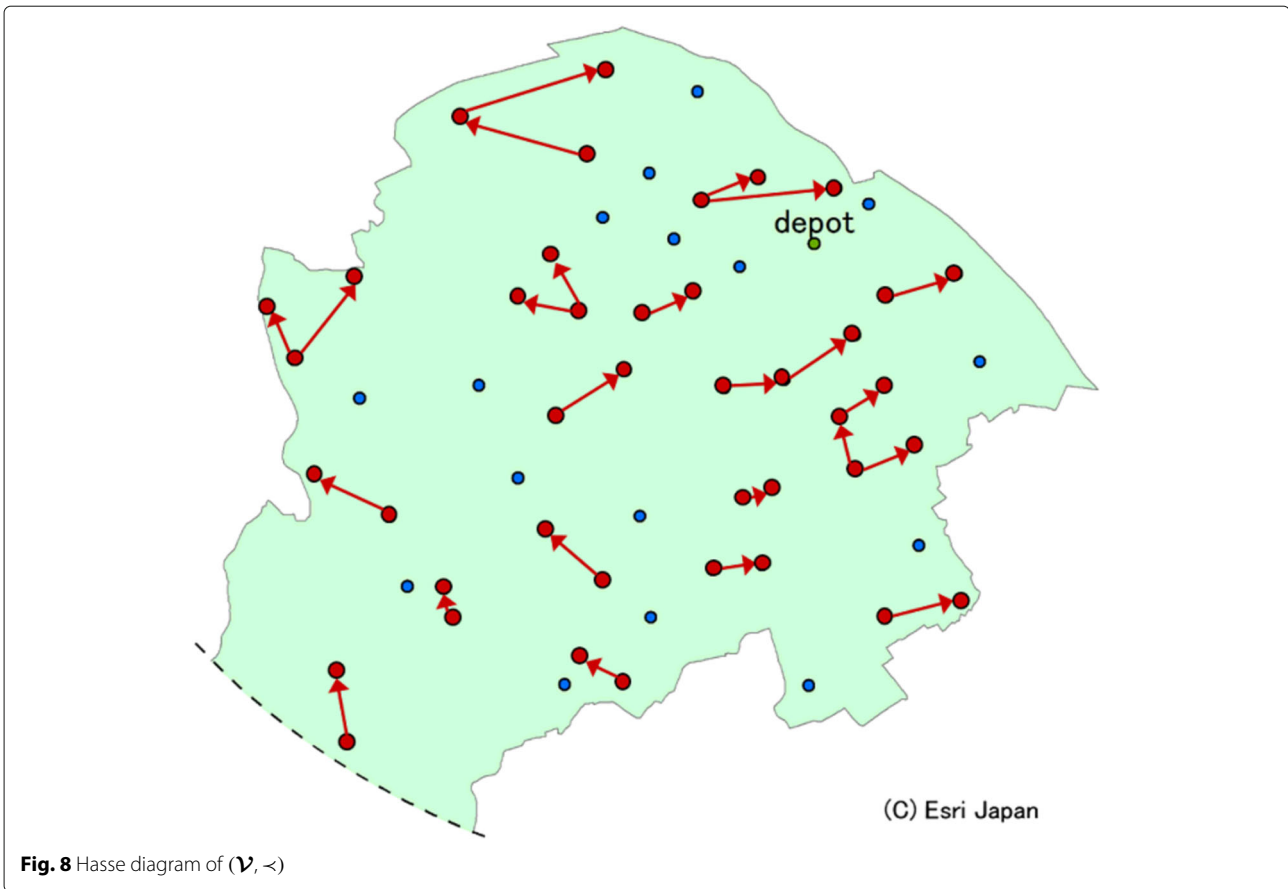 depot
(C) Esri Japan
Fig. 8 Hasse diagram of (𝓥, ≺)